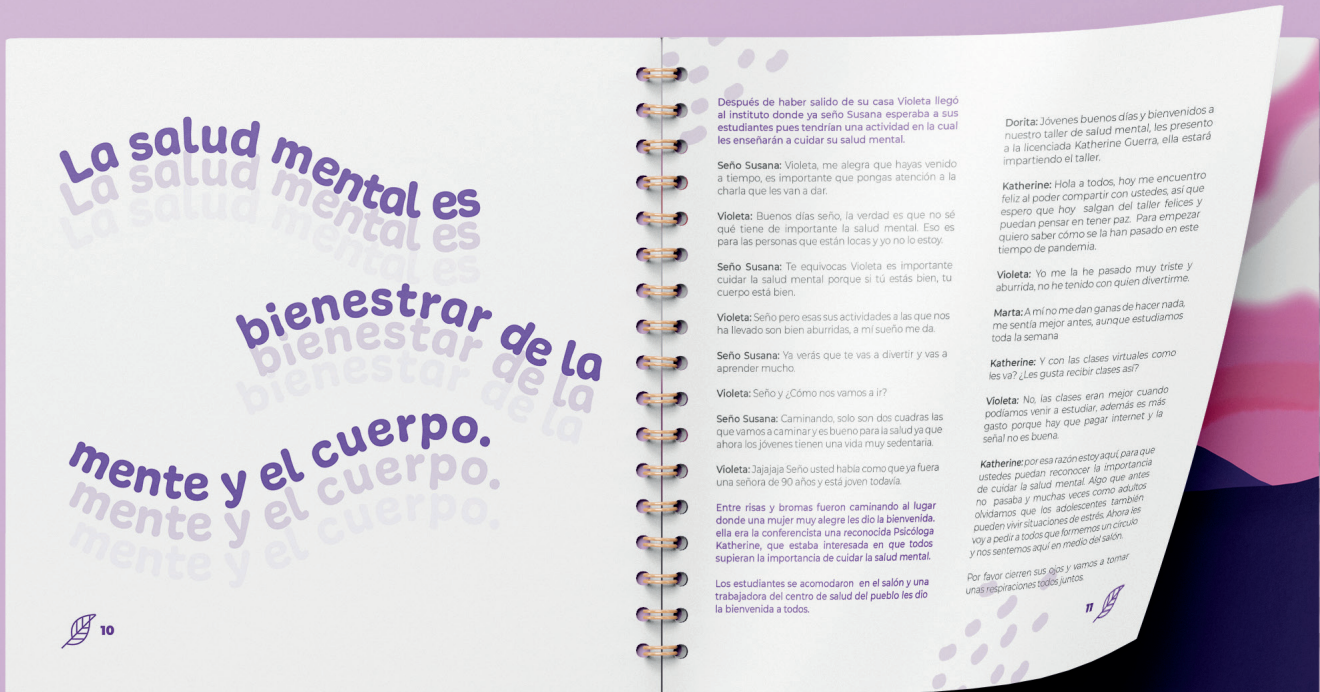 La salud mental es
La salud mental es
La salud mental es
bienestrar de la
bienestar de la
bienestar de la
mente y el cuerpo.
mente y el cuerpo.
mente y el cuerpo.
10
Después de haber salido de su casa Violeta llegó
al instituto donde ya seño Susana esperaba a sus
estudiantes pues tendrían una actividad en la cual
les enseñarán a cuidar su salud mental.
Seño Susana: Violeta, me alegra que hayas venido
a tiempo, es importante que pongas atención a la
charla que les van a dar.
Violeta: Buenos días seño, la verdad es que no sé
qué tiene de importante la salud mental. Eso es
para las personas que están locas y yo no lo estoy.
Seño Susana: Te equivocas Violeta es importante
cuidar la salud mental porque si tú estás bien, tu
cuerpo está bien.
Violeta: Seño pero esas sus actividades a las que nos
ha llevado son bien aburridas, a mí sueño me da.
Seño Susana: Ya verás que te vas a divertir y vas a
aprender mucho.
Violeta: Seño y ¿Cómo nos vamos a ir?
Seño Susana: Caminando, solo son dos cuadras las
que vamos a caminar y es bueno para la salud ya que
ahora los jóvenes tienen una vida muy sedentaria.
Violeta: Jajajaja Seño usted había como que ya fuera
una señora de 90 años y está joven todavía.
Entre risas y bromas fueron caminando al lugar
donde una mujer muy alegre les dio la bienvenida.
ella era la conferencista una reconocida Psicóloga
Katherine, que estaba interesada en que todos
supieran la importancia de cuidar la salud mental.
Los estudiantes se acomodaron en el salón y una
trabajadora del centro de salud del pueblo les dio
la bienvenida a todos.
Dorita: Jóvenes buenos días y bienvenidos a
nuestro taller de salud mental, les presento
a la licenciada Katherine Guerra, ella estará
impartiendo el taller.
Katherine: Hola a todos, hoy me encuentro
feliz al poder compartir con ustedes, así que
espero que hoy salgan del taller felices y
puedan pensar en tener paz. Para empezar
quiero saber cómo se la han pasado en este
tiempo de pandemia.
Violeta: Yo me la he pasado muy triste y
aburrida, no he tenido con quien divertirme.
Marta: A mí no me dan ganas de hacer nada,
me sentía mejor antes, aunque estudiamos
toda la semana
Katherine: Y con las clases virtuales como
les va? ¿Les gusta recibir clases así?
Violeta: No, las clases eran mejor cuando
podíamos venir a estudiar, además es más
gasto porque hay que pagar internet y la
señal no es buena.
Katherine: por esa razón estoy aquí, para que
ustedes puedan reconocer la importancia
de cuidar la salud mental. Algo que antes
no pasaba y muchas veces como adultos
olvidamos que los adolescentes también
pueden vivir situaciones de estrés. Ahora les
voy a pedir a todos que formemos un círculo
y nos sentemos aquí en medio del salón.
Por favor cierren sus ojos y vamos a tomar
unas respiraciones todos juntos.
11